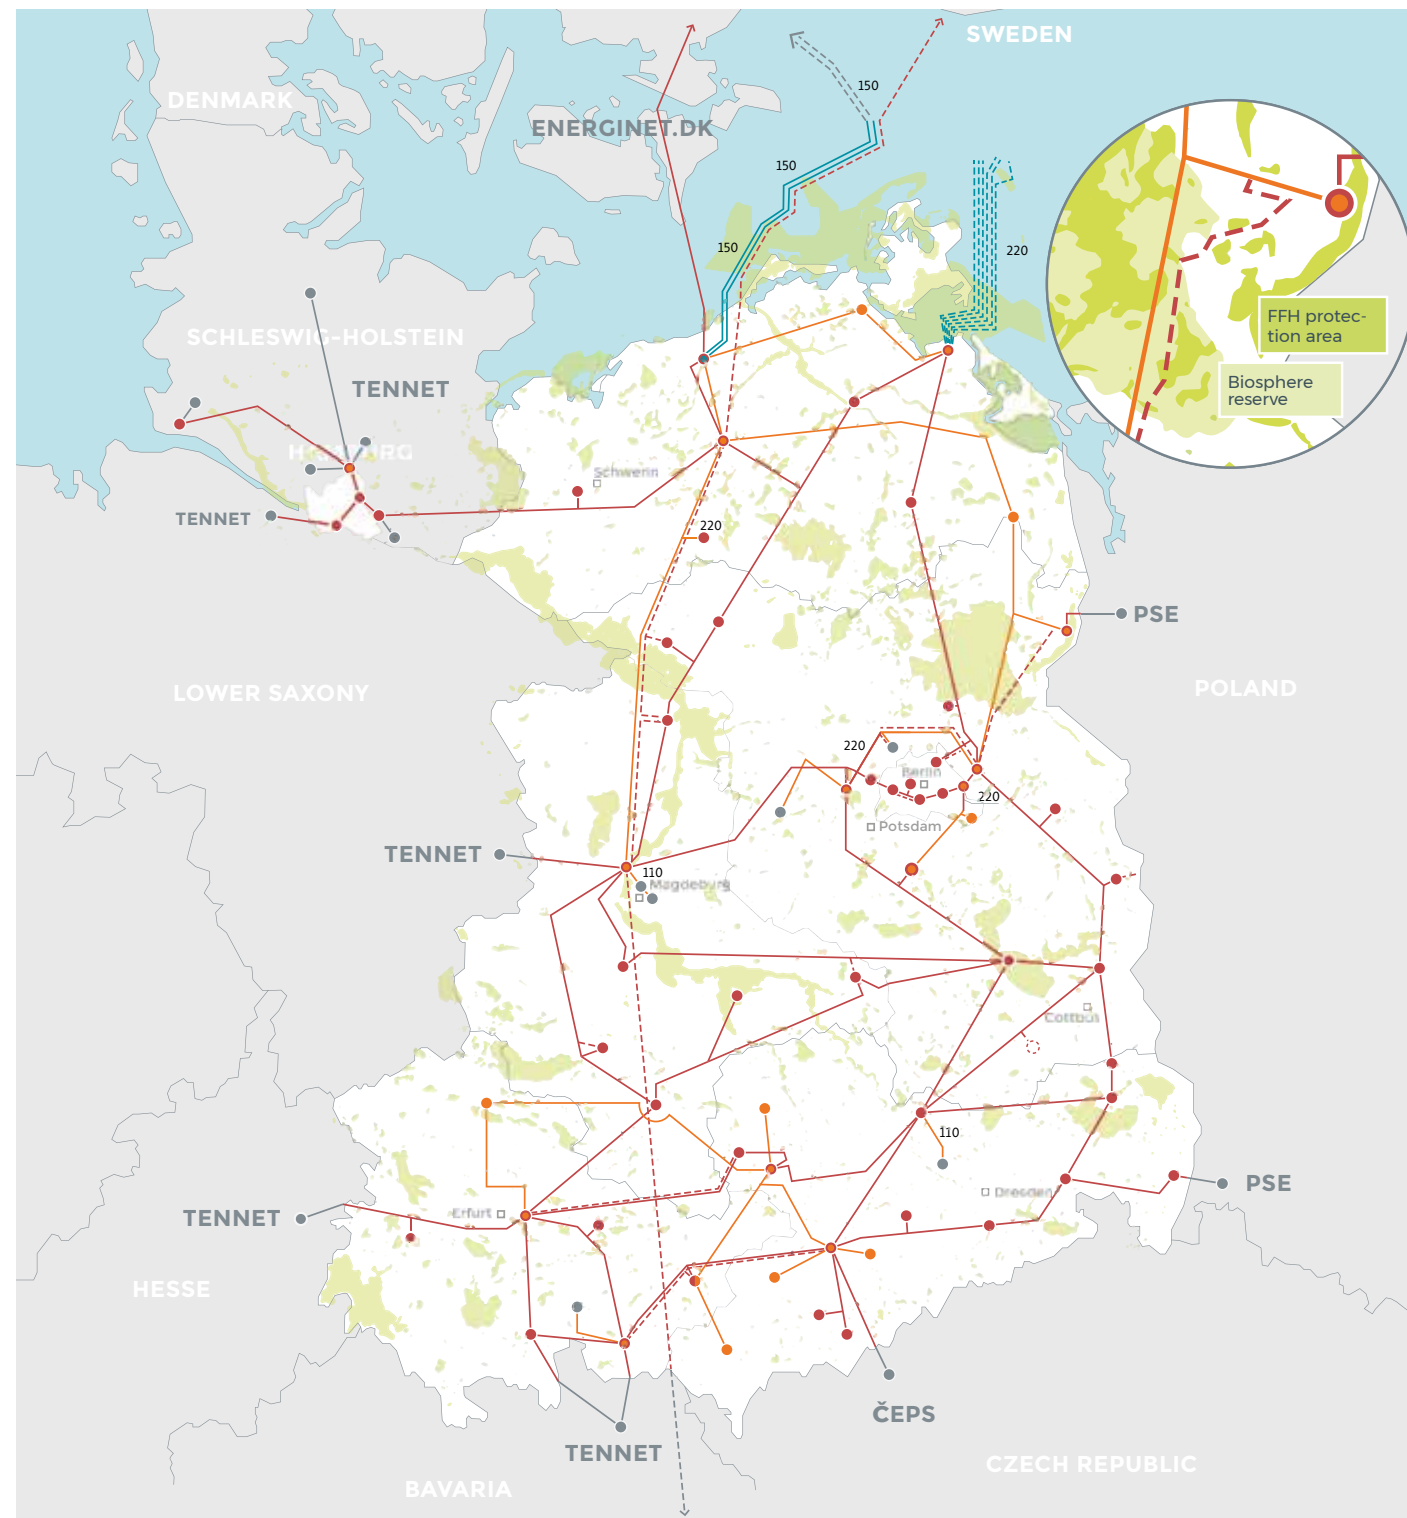 SWEDEN
150
DENMARK
ENERGINET.DK
150
150
220
FFH protec-
tion area
SCHLESWIG-HOLSTEIN
Biosphere
reserve
TENNET
HAMBURG
Schwerin
TENNET
220
PSE
LOWER SAXONY
POLAND
220
Berlin
220
Potsdam
TENNET
110
Magdeburg
Cottbus
110
Dresden
PSE
Erfurt
TENNET
HESSE
ČEPS
TENNET
CZECH REPUBLIC
BAVARIA